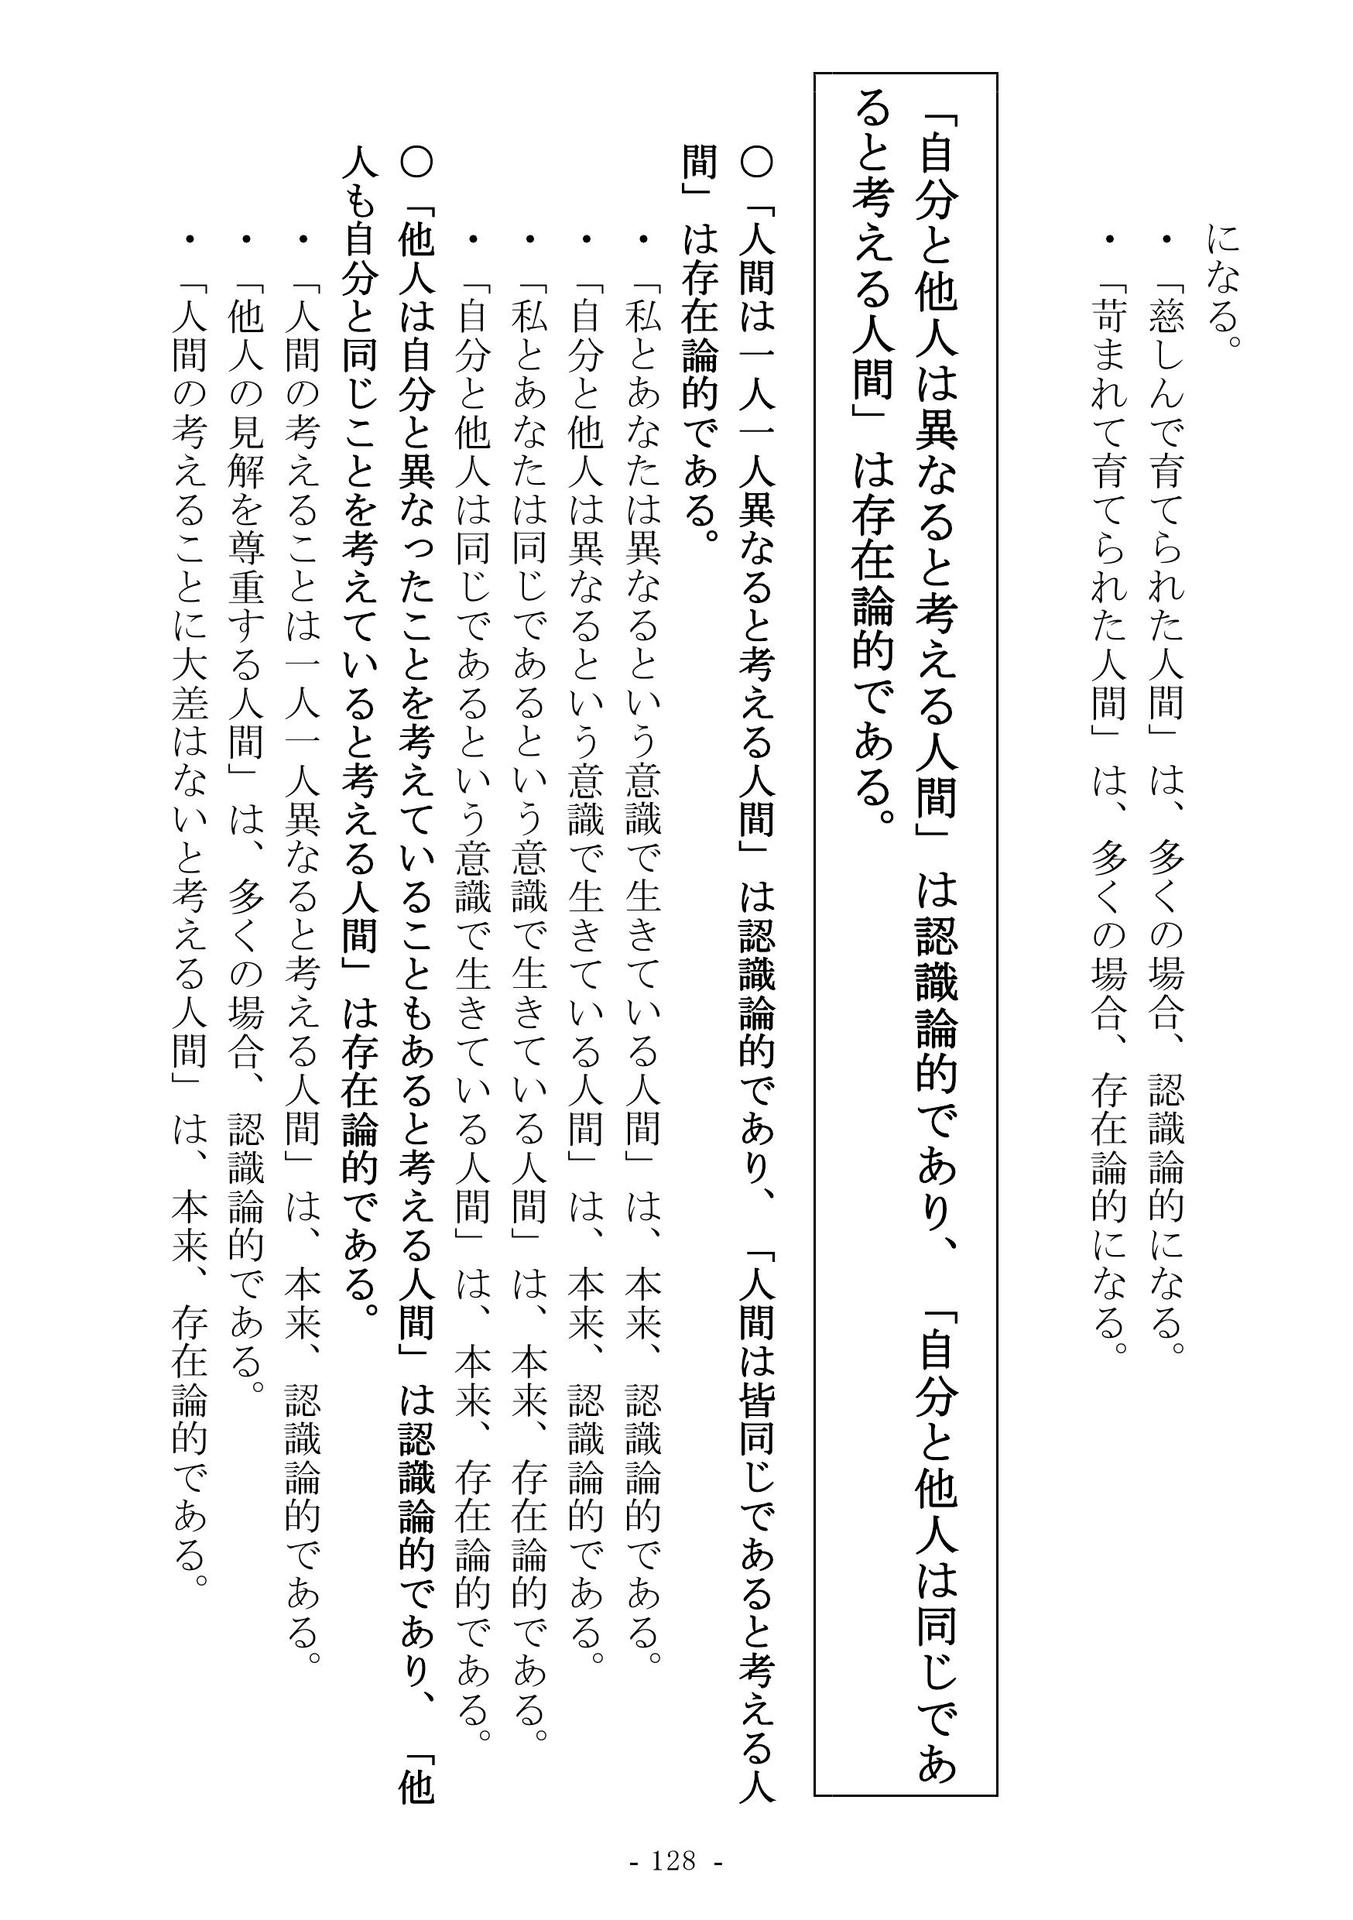 になる。
・「慈しんで育てられた人間」は、多くの場合、認識論的になる。
・「苛まれて育てられた人間」は、多くの場合、存在論的になる。
「自分と他人は異なると考える人間」は認識論的であり、「自分と他人は同じであ
ると考える人間」は存在論的である。
〇「人間は一人一人異なると考える人間」は認識論的であり、「人間は皆同じであると考える人
間」は存在論的である。
・「私とあなたは異なるという意識で生きている人間」は、本来、認識論的である。
・「自分と他人は異なるという意識で生きている人間」は、本来、認識論的である。
・「私とあなたは同じであるという意識で生きている人間」は、本来、存在論的である。
・「自分と他人は同じであるという意識で生きている人間」は、本来、存在論的である。
〇「他人は自分と異なったことを考えていることもあると考える人間」は認識論的であり、「他
人も自分と同じことを考えていると考える人間」は存在論的である。
・「人間の考えることは一人一人異なると考える人間」は、本来、認識論的である。
・「他人の見解を尊重する人間」は、多くの場合、認識論的である。
・「人間の考えることに大差はないと考える人間」は、本来、存在論的である。
- 128 -